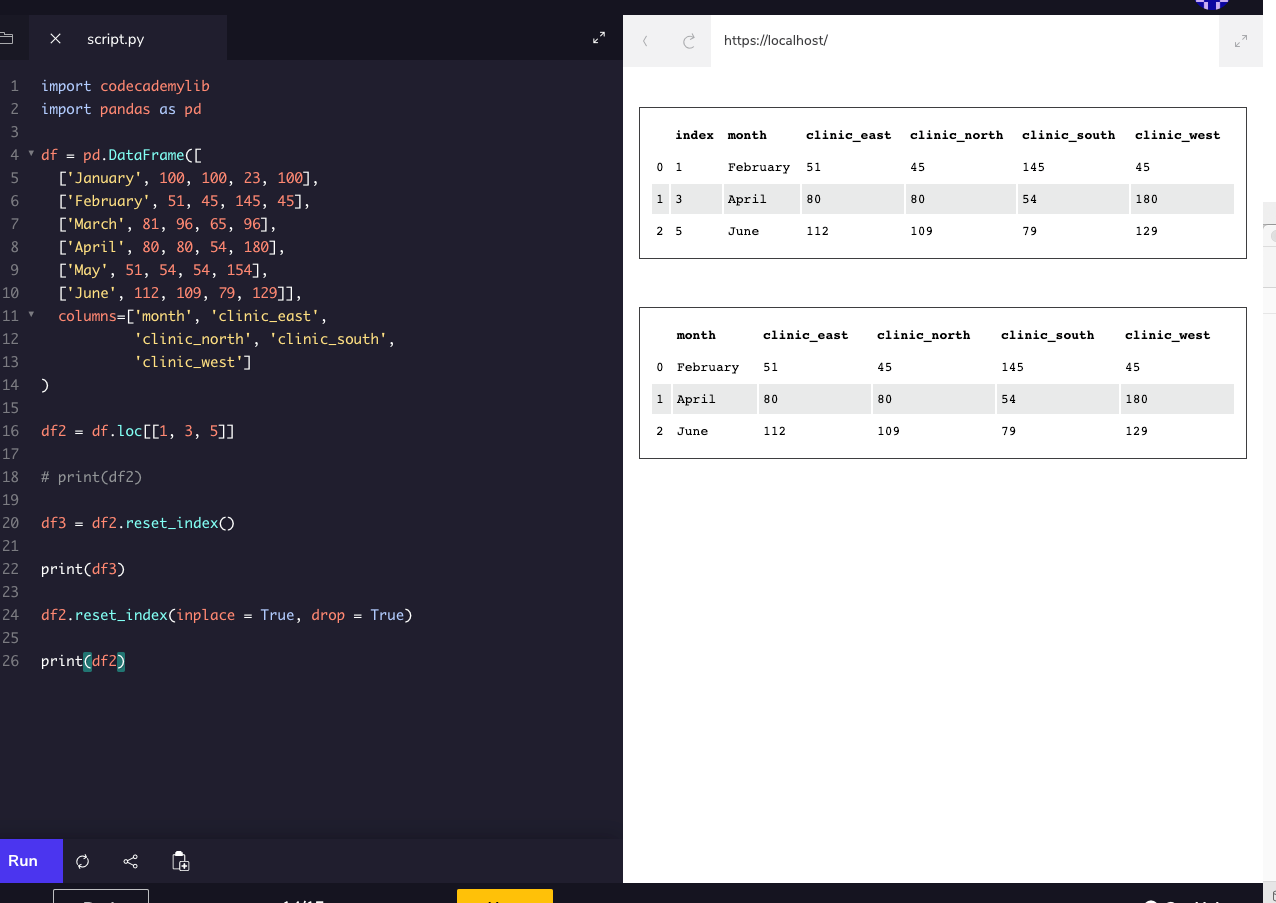 script.py
1 import codecademylib
2 import pandas as pd
3
4 df = pd.DataFrame([
5 ['January', 100, 100, 23, 100],
6 ['February', 51, 45, 145, 45],
7 ['March', 81, 96, 65, 96],
8 ['April', 80, 80, 54, 180],
9 ['May', 51, 54, 54, 154],
10 ['June', 112, 109, 79, 129]],
11 columns=['month', 'clinic_east',
12 'clinic_north', 'clinic_south',
13 'clinic_west']
14 )
15
16 df2 = df.loc[[1, 3, 5]]
17
18 # print(df2)
19
20 df3 = df2.reset_index()
21
22 print(df3)
23
24 df2.reset_index(inplace = True, drop = True)
25
26 print(df2)
Run
https://localhost/
index month clinic_east clinic_north clinic_south clinic_west
0 1 February 51 45 145 45
1 3 April 80 80 54 180
2 5 June 112 109 79 129
month clinic_east clinic_north clinic_south clinic_west
0 February 51 45 145 45
1 April 80 80 54 180
2 June 112 109 79 129